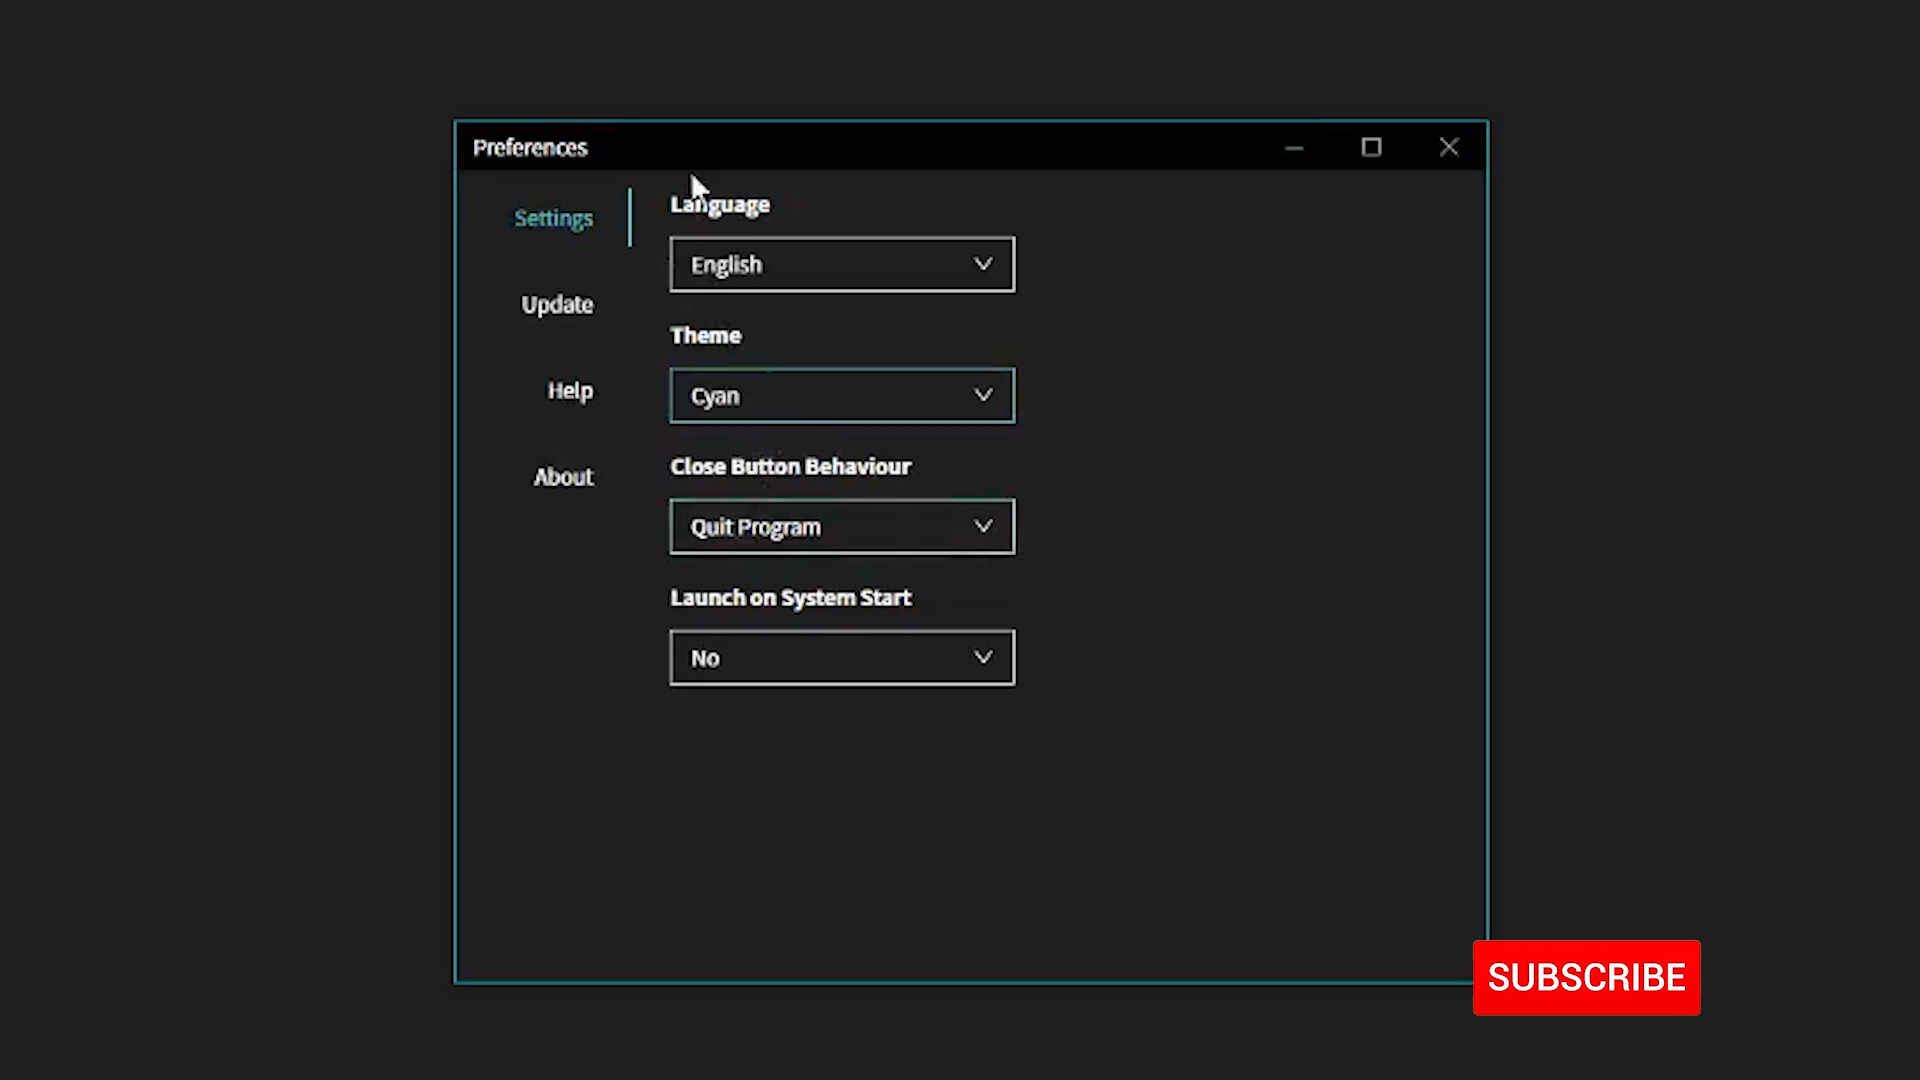 Preferences
Settings
Update
Help
About
Language
English
Theme
Cyan
Close Button Behaviour
Quit Program
Launch on System Start
No
SUBSCRIBE